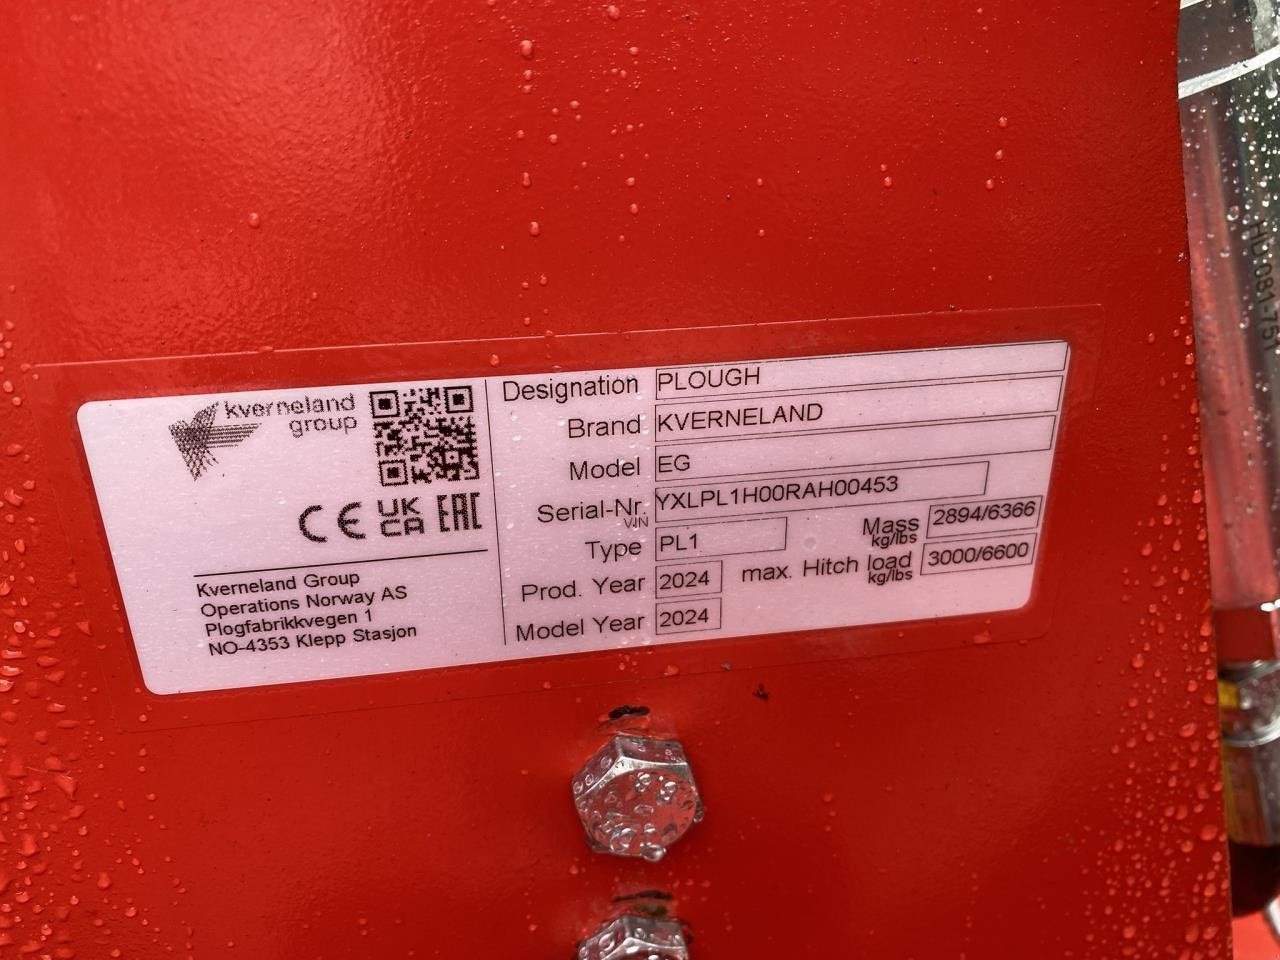 kverneland
group
CE UK CA EAC
Kverneland Group
Operations Norway AS
Plogfabrikkvegen 1
NO-4353 Klepp Stasjon
Designation PLOUGH
Brand KVERNELAND
Model EG
Serial-Nr. VIN YXLPL1H00RAH00453
Type PL1
Mass kg/lbs 2894/6366
Prod. Year 2024
max. Hitch load kg/lbs 3000/6600
Model Year 2024